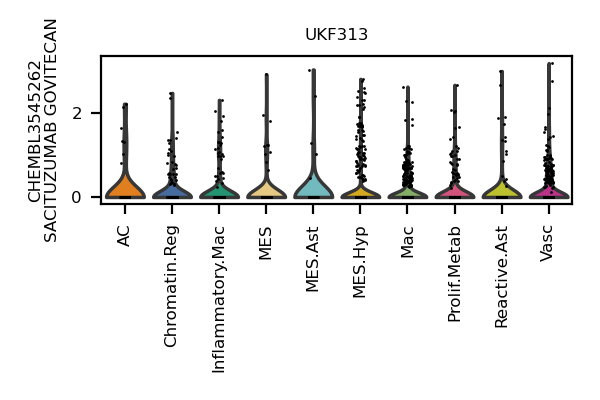 UKF313
CHEMBL3545262
SACITUZUMAB GOVITECAN
2
0
AC
Chromatin.Reg
Inflammatory.Mac
MES
MES.Ast
MES.Hyp
Mac
Prolif.Metab
Reactive.Ast
Vasc